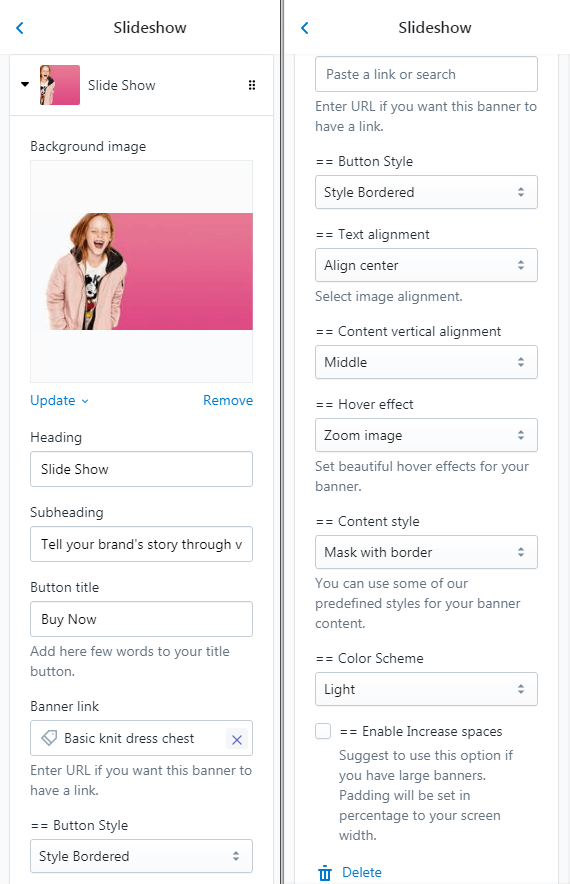 Slideshow
Slide Show
Background image
Update
Remove
Heading
Slide Show
Subheading
Tell your brand's story through v
Button title
Buy Now
Add here few words to your title
button.
Banner link
Basic knit dress chest
Enter URL if you want this banner to
have a link.
== Button Style
Style Bordered
Slideshow
Paste a link or search
Enter URL if you want this banner to
have a link.
== Button Style
Style Bordered
== Text alignment
Align center
Select image alignment.
== Content vertical alignment
Middle
== Hover effect
Zoom image
Set beautiful hover effects for your
banner.
== Content style
Mask with border
You can use some of our
predefined styles for your banner
content.
== Color Scheme
Light
== Enable Increase spaces
Suggest to use this option if
you have large banners.
Padding will be set in
percentage to your screen
width.
Delete